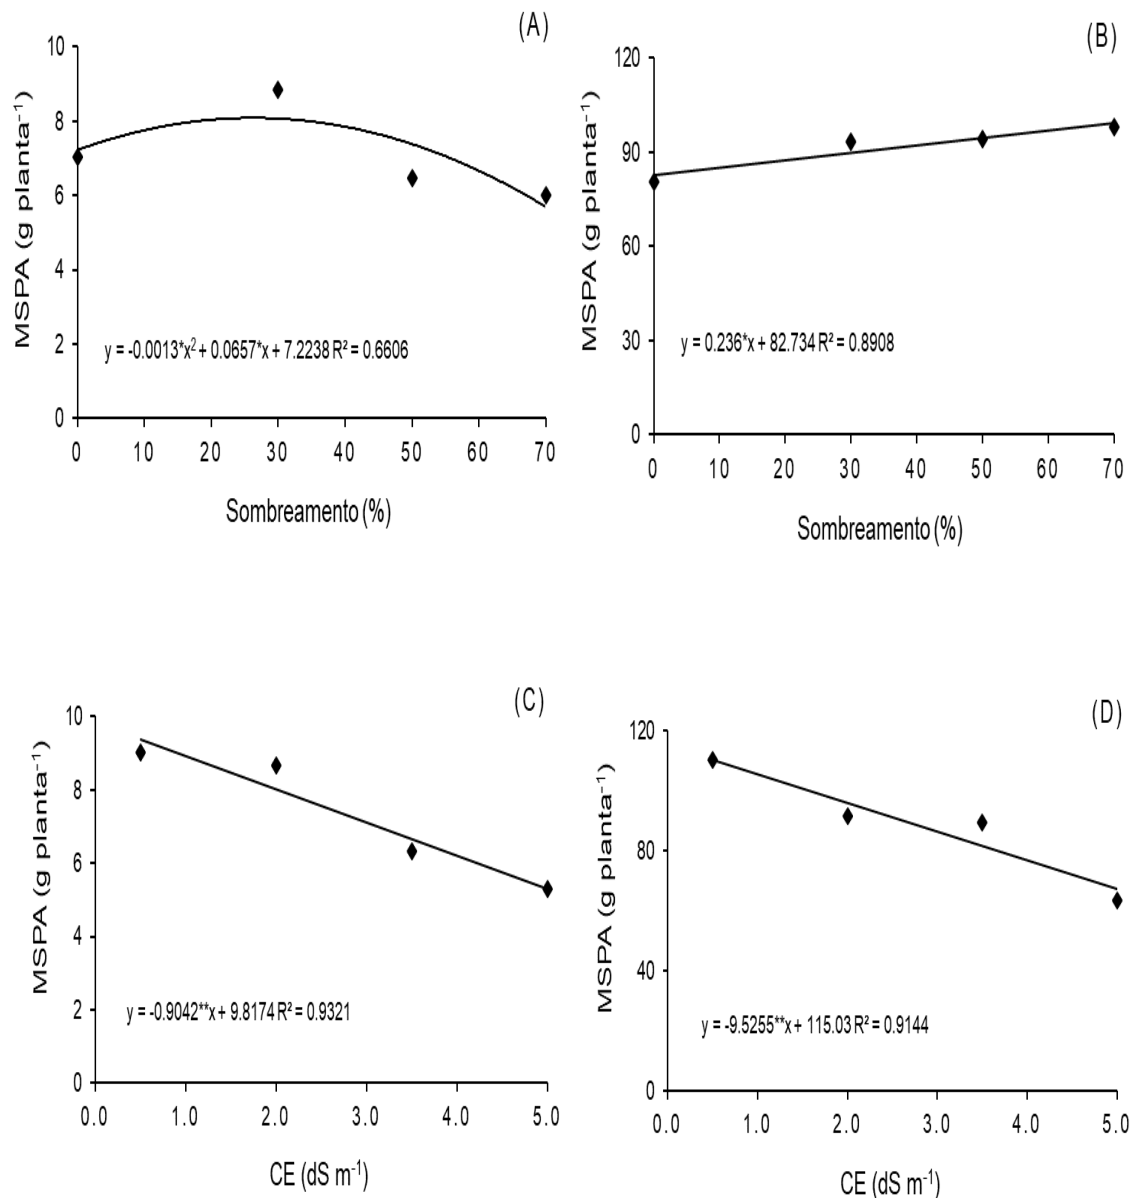 (A)
MSPA (g planta⁻¹)
10
8
6
4
2
0
y = -0.0013*x² + 0.0657*x + 7.2238 R² = 0.6606
0 10 20 30 40 50 60 70
Sombreamento (%)
(B)
MSPA (g planta⁻¹)
120
90
60
30
0
y = 0.236*x + 82.734 R² = 0.8908
0 10 20 30 40 50 60 70
Sombreamento (%)
(C)
MSPA (g planta⁻¹)
10
8
6
4
2
0
y = -0.9042**x + 9.8174 R² = 0.9321
0.0 1.0 2.0 3.0 4.0 5.0
CE (dS m⁻¹)
(D)
MSPA (g planta⁻¹)
120
80
40
0
y = -9.5255**x + 115.03 R² = 0.9144
0.0 1.0 2.0 3.0 4.0 5.0
CE (dS m⁻¹)